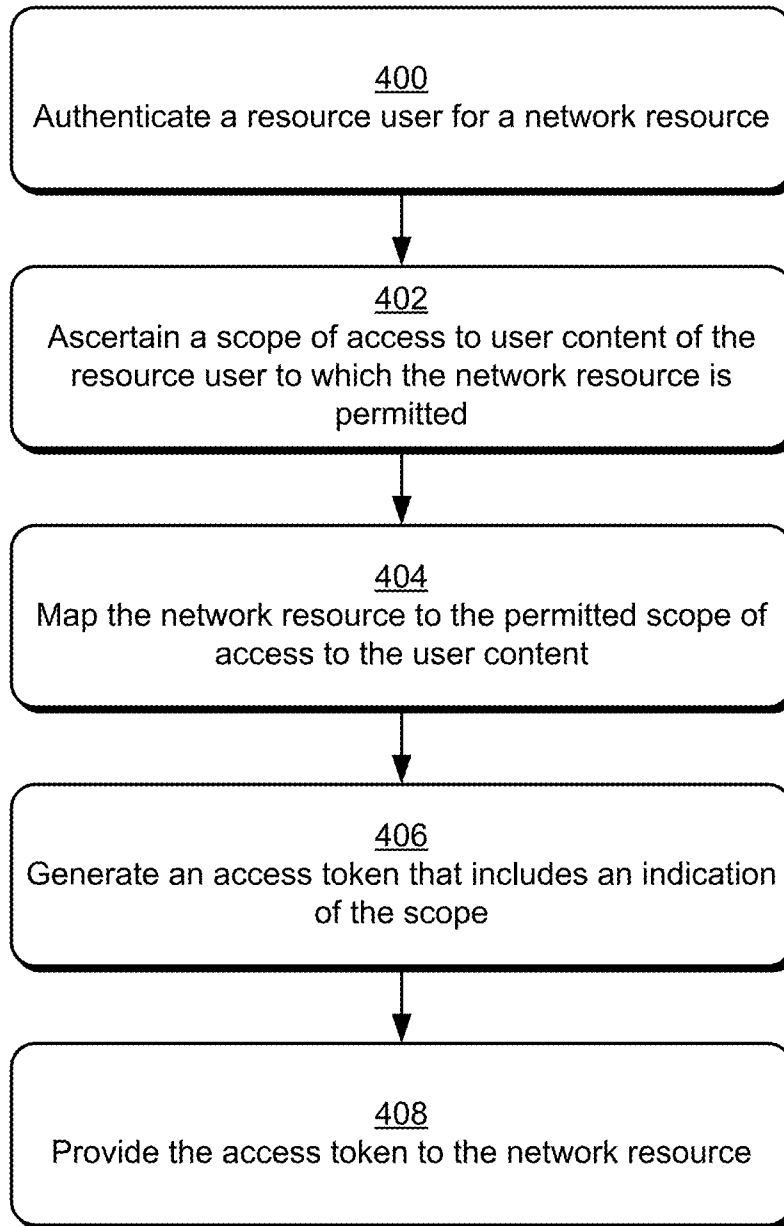 400
Authenticate a resource user for a network resource
402
Ascertain a scope of access to user content of the
resource user to which the network resource is
permitted
404
Map the network resource to the permitted scope of
access to the user content
406
Generate an access token that includes an indication
of the scope
408
Provide the access token to the network resource